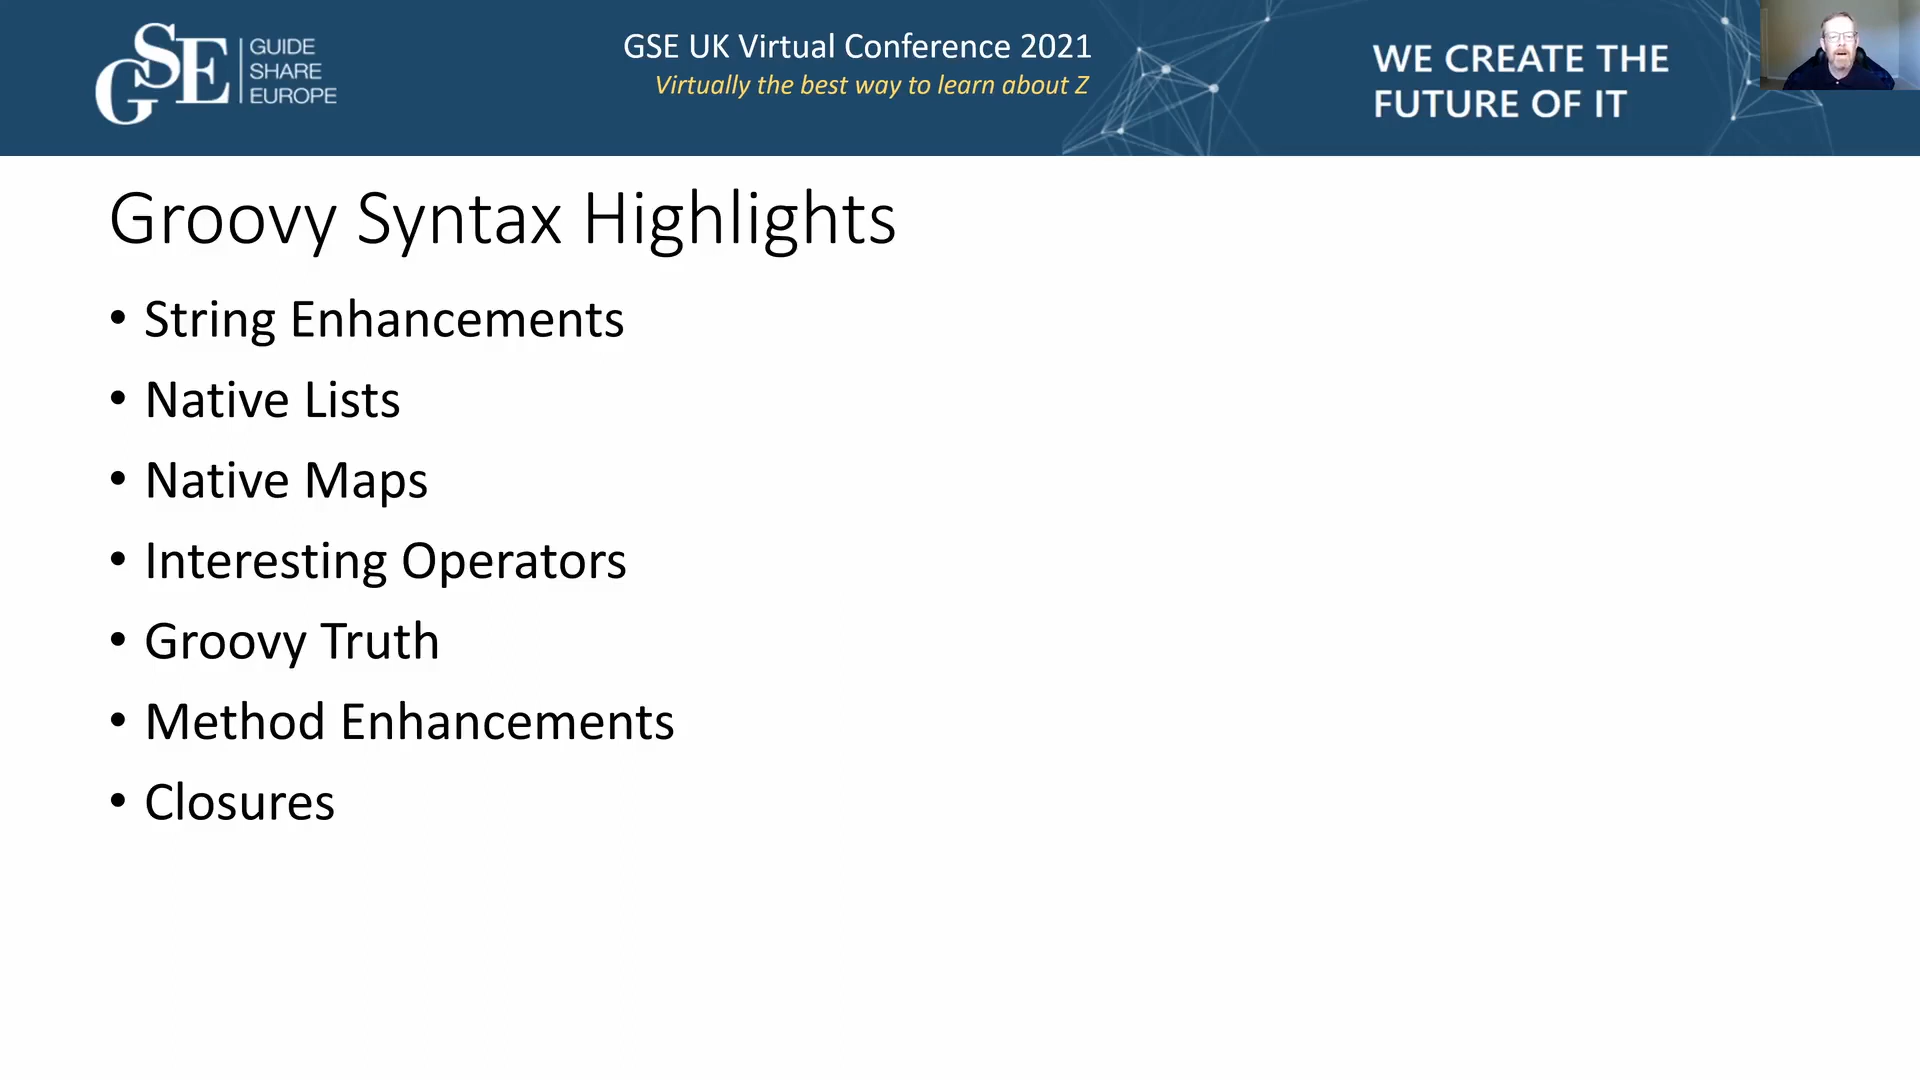 GSE
GUIDE
SHARE
EUROPE
GSE UK Virtual Conference 2021
Virtually the best way to learn about Z
WE CREATE THE
FUTURE OF IT
Groovy Syntax Highlights
• String Enhancements
• Native Lists
• Native Maps
• Interesting Operators
• Groovy Truth
• Method Enhancements
• Closures